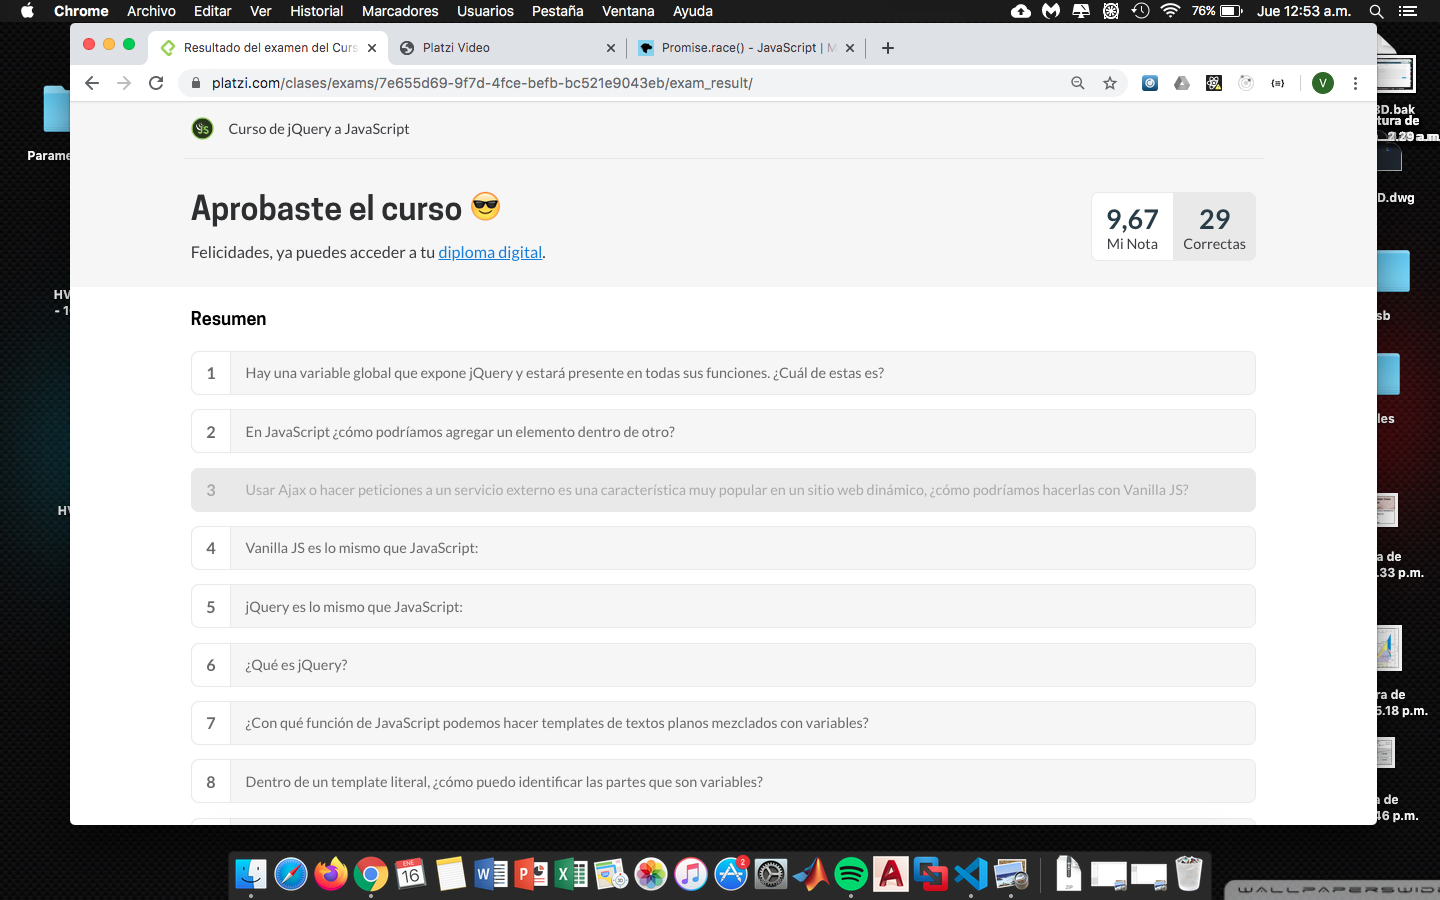 Chrome Archivo Editar Ver Historial Marcadores Usuarios Pestaña Ventana Ayuda 76% Jue 12:53 a.m.
Resultado del examen del Curs
Platzi Video
Promise.race() - JavaScript | M
platzi.com/clases/exams/7e655d69-9f7d-4fce-befb-bc521e9043eb/exam_result/
V
Curso de jQuery a JavaScript
Aprobaste el curso
Felicidades, ya puedes acceder a tu diploma digital.
9,67
Mi Nota
29
Correctas
Resumen
1 Hay una variable global que expone jQuery y estará presente en todas sus funciones. ¿Cuál de estas es?
2 En JavaScript ¿cómo podríamos agregar un elemento dentro de otro?
3 Usar Ajax o hacer peticiones a un servicio externo es una característica muy popular en un sitio web dinámico, ¿cómo podríamos hacerlas con Vanilla JS?
4 Vanilla JS es lo mismo que JavaScript:
5 jQuery es lo mismo que JavaScript:
6 ¿Qué es jQuery?
7 ¿Con qué función de JavaScript podemos hacer templates de textos planos mezclados con variables?
8 Dentro de un template literal, ¿cómo puedo identificar las partes que son variables?
Parame
HV
- 1
HV
3D.bak
tura de
D.dwg
sb
les
a de
.33 p.m.
ra de
5.18 p.m.
a de
46 p.m.
ENE
16
2
ZIP
WALLPAPERSWIDE